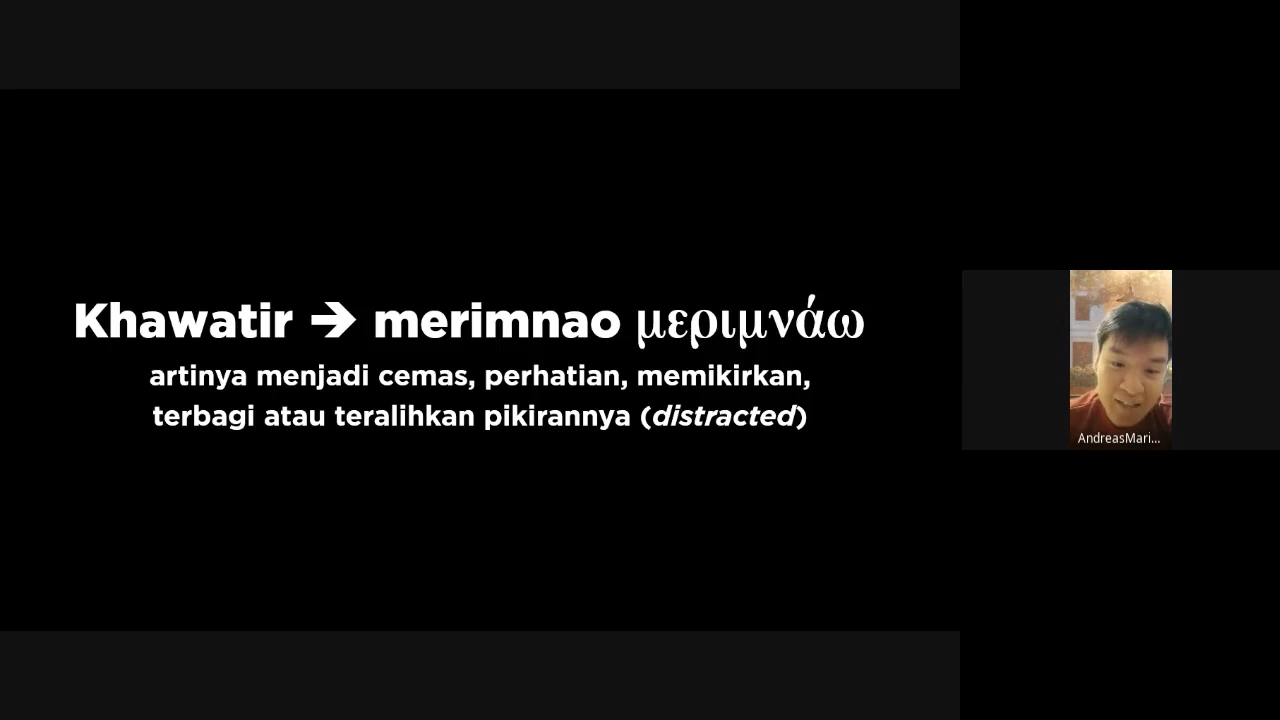 Khawatir ➔ merimnao μεριμνάω
artinya menjadi cemas, perhatian, memikirkan,
terbagi atau teralihkan pikirannya (distracted)
AndreasMari...